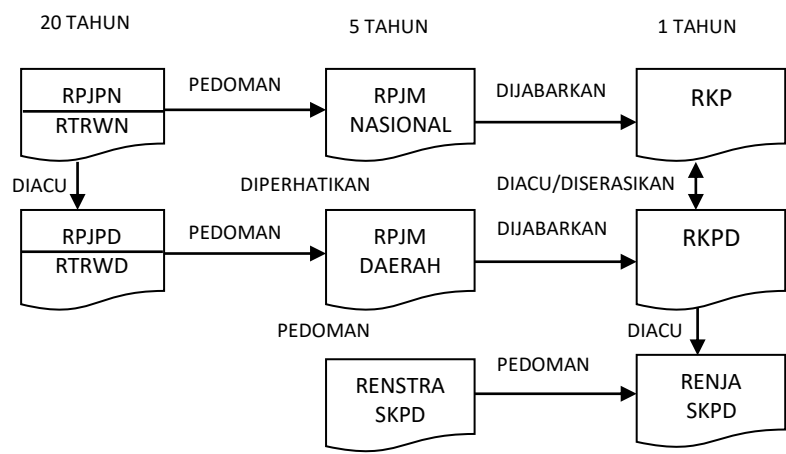 20 TAHUN
5 TAHUN
1 TAHUN
RPJPN
RTRWN
PEDOMAN
RPJM
NASIONAL
DIJABARKAN
RKP
DIACU
DIPERHATIKAN
DIACU/DISERASIKAN
RPJPD
RTRWD
PEDOMAN
RPJM
DAERAH
DIJABARKAN
RKPD
PEDOMAN
DIACU
RENSTRA
SKPD
PEDOMAN
RENJA
SKPD